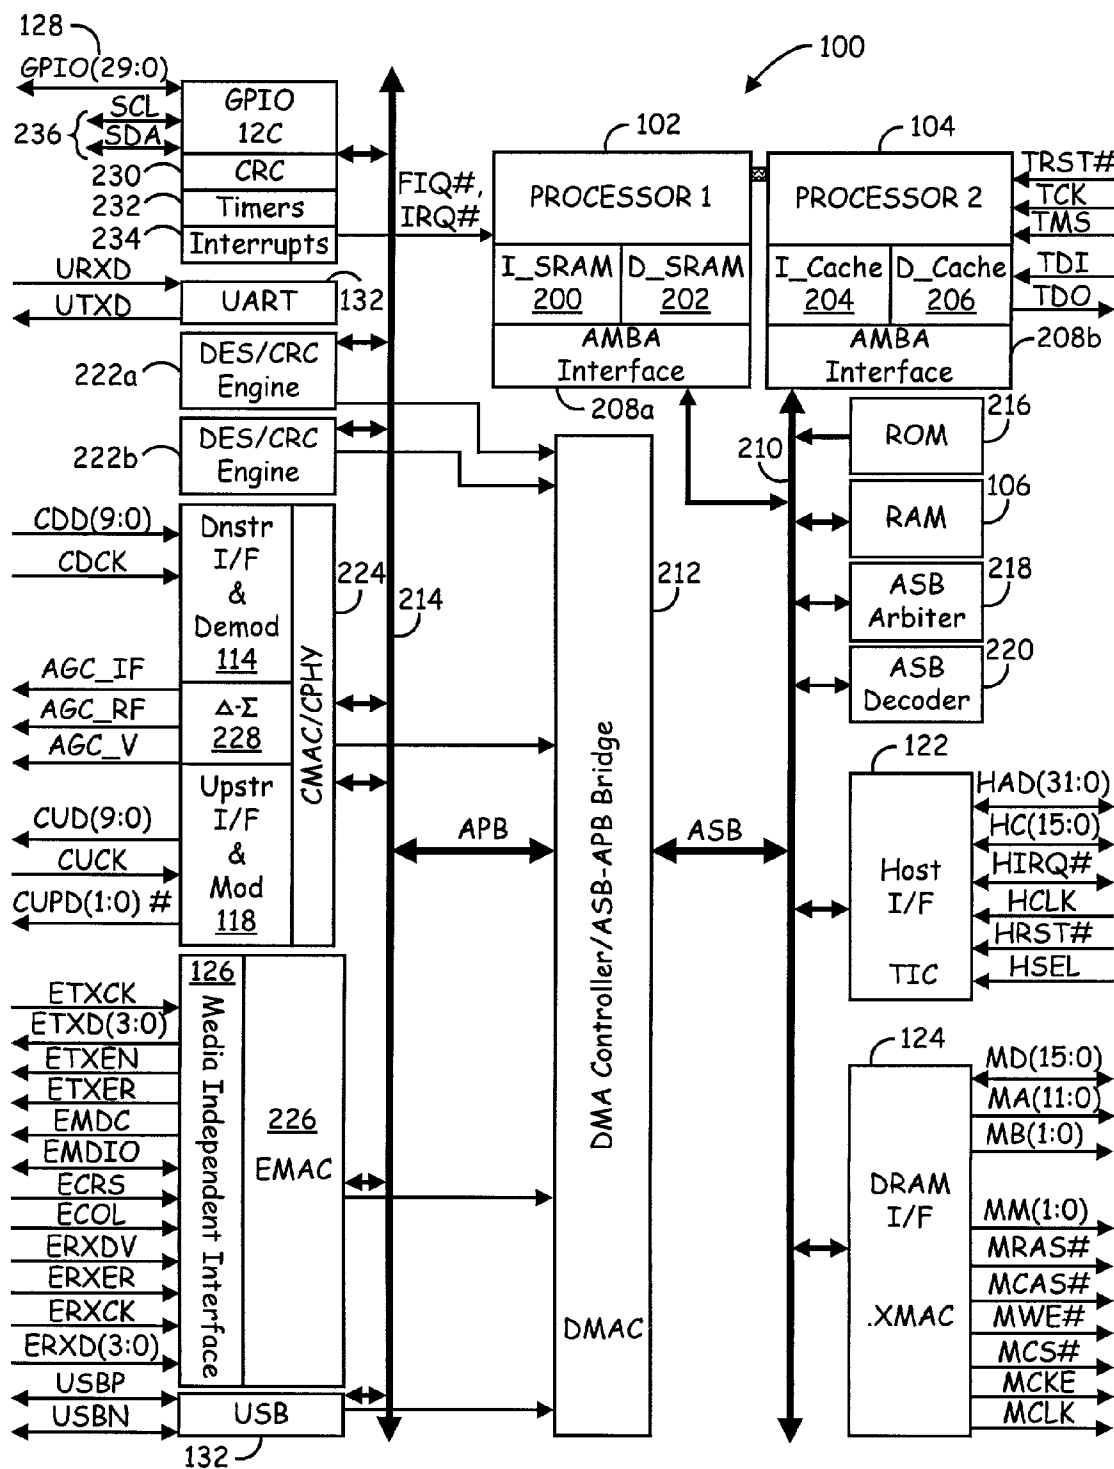 128
GPIO(29:0)
SCL
236
SDA
GPIO
12C
230
CRC
232
Timers
234
Interrupts
FIQ#,
IRQ#
URXD
UTXD
UART
132
222a
DES/CRC
Engine
222b
DES/CRC
Engine
100
102
104
PROCESSOR 1
PROCESSOR 2
TRST#
TCK
TMS
TDI
TDO
I_SRAM
200
D_SRAM
202
I_Cache
204
D_Cache
206
AMBA
Interface
208a
AMBA
Interface
208b
210
ROM
216
RAM
106
ASB
Arbiter
218
ASB
Decoder
220
CDD(9:0)
CDCK
Dnstr
I/F
&
Demod
114
224
214
212
AGC_IF
AGC_RF
AGC_V
Δ-Σ
228
CMAC/CPHY
CUD(9:0)
CUCK
CUPD(1:0) #
Upstr
I/F
&
Mod
118
APB
ASB
DMA Controller/ASB-APB Bridge
DMAC
122
Host
I/F
TIC
HAD(31:0)
HC(15:0)
HIRQ#
HCLK
HRST#
HSEL
ETXCK
ETXD(3:0)
ETXEN
ETXER
EMDC
EMDIO
ECRS
ECOL
ERXDV
ERXER
ERXCK
ERXD(3:0)
126
Media Independent Interface
226
EMAC
USBP
USBN
USB
132
124
DRAM
I/F
.XMAC
MD(15:0)
MA(11:0)
MB(1:0)
MM(1:0)
MRAS#
MCAS#
MWE#
MCS#
MCKE
MCLK